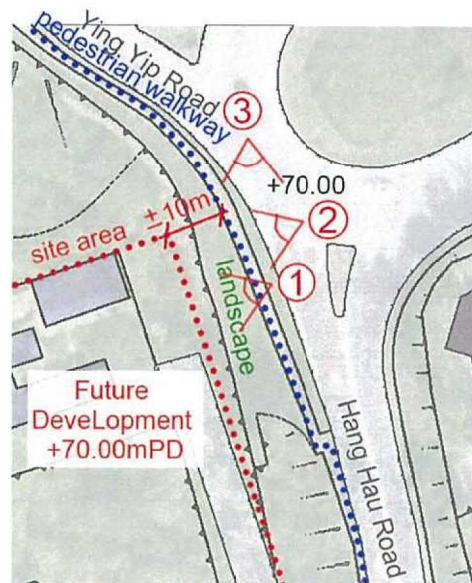 Ying Yip Road
pedestrian walkway
③
+70.00
±10m
②
site area
①
landscape
Future
DeveLopment
+70.00mPD
Hang Hau Road